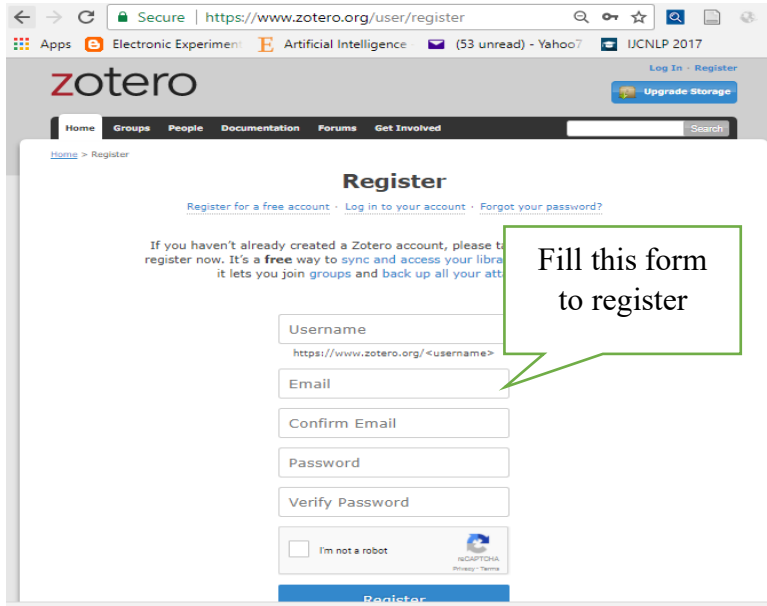 Secure | https://www.zotero.org/user/register
Apps Electronic Experiment Artificial Intelligence (53 unread) - Yahoo7 IJCNLP 2017
zotero
Log In · Register
Upgrade Storage
Home Groups People Documentation Forums Get Involved Search
Home > Register
Register
Register for a free account · Log in to your account · Forgot your password?
If you haven't already created a Zotero account, please ta
register now. It's a free way to sync and access your libra
it lets you join groups and back up all your att
Fill this form
to register
Username
https://www.zotero.org/<username>
Email
Confirm Email
Password
Verify Password
I'm not a robot
reCAPTCHA
Privacy - Terms
Register